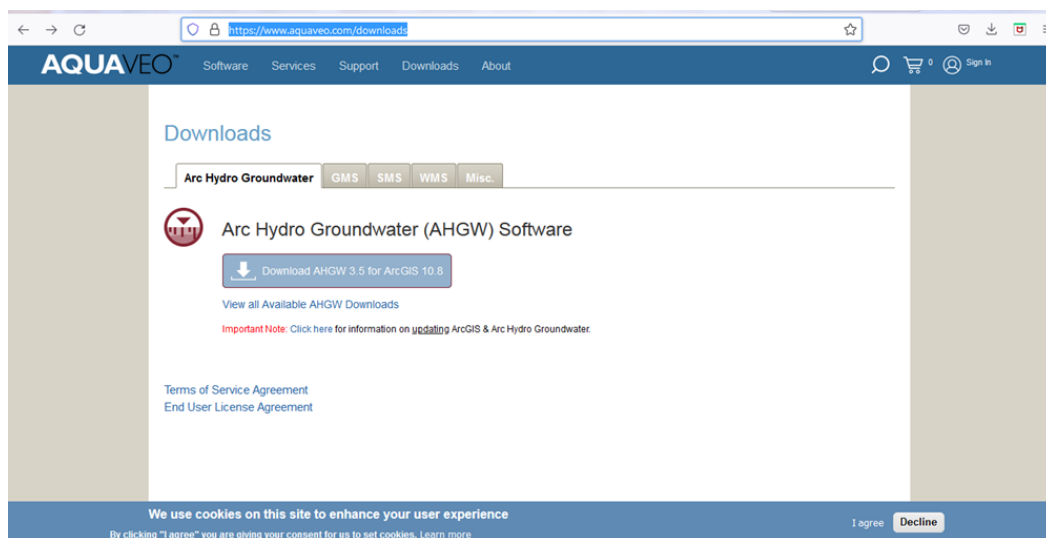 https://www.aquaveo.com/downloads
AQUAVEO™ Software Services Support Downloads About 0 Sign In
Downloads
Arc Hydro Groundwater GMS SMS WMS Misc.
Arc Hydro Groundwater (AHGW) Software
Download AHGW 3.5 for ArcGIS 10.8
View all Available AHGW Downloads
Important Note: Click here for information on updating ArcGIS & Arc Hydro Groundwater.
Terms of Service Agreement
End User License Agreement
We use cookies on this site to enhance your user experience
I agree Decline
By clicking "I agree" you are giving your consent for us to set cookies. Learn more